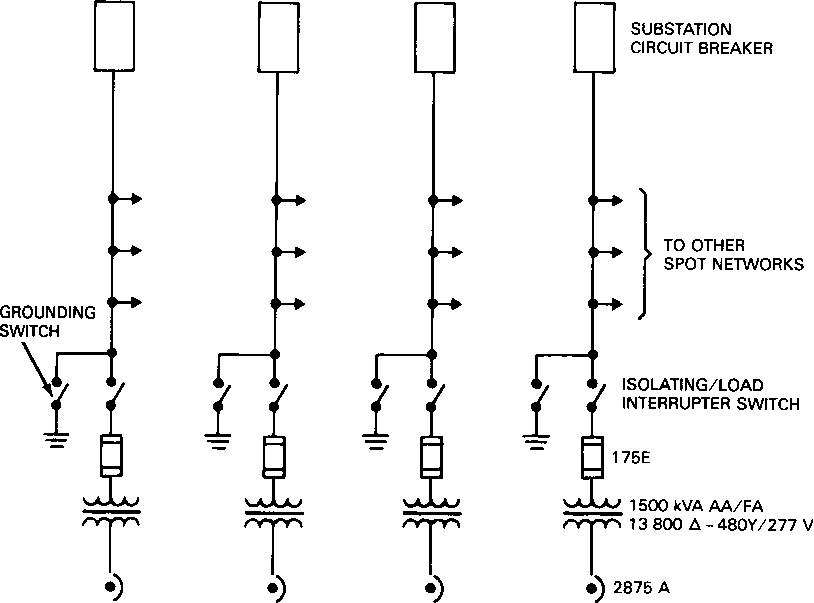 SUBSTATION
CIRCUIT BREAKER
TO OTHER
SPOT NETWORKS
GROUNDING
SWITCH
ISOLATING/LOAD
INTERRUPTER SWITCH
175E
1500 kVA AA/FA
13 800 Δ - 480Y/277 V
2875 A